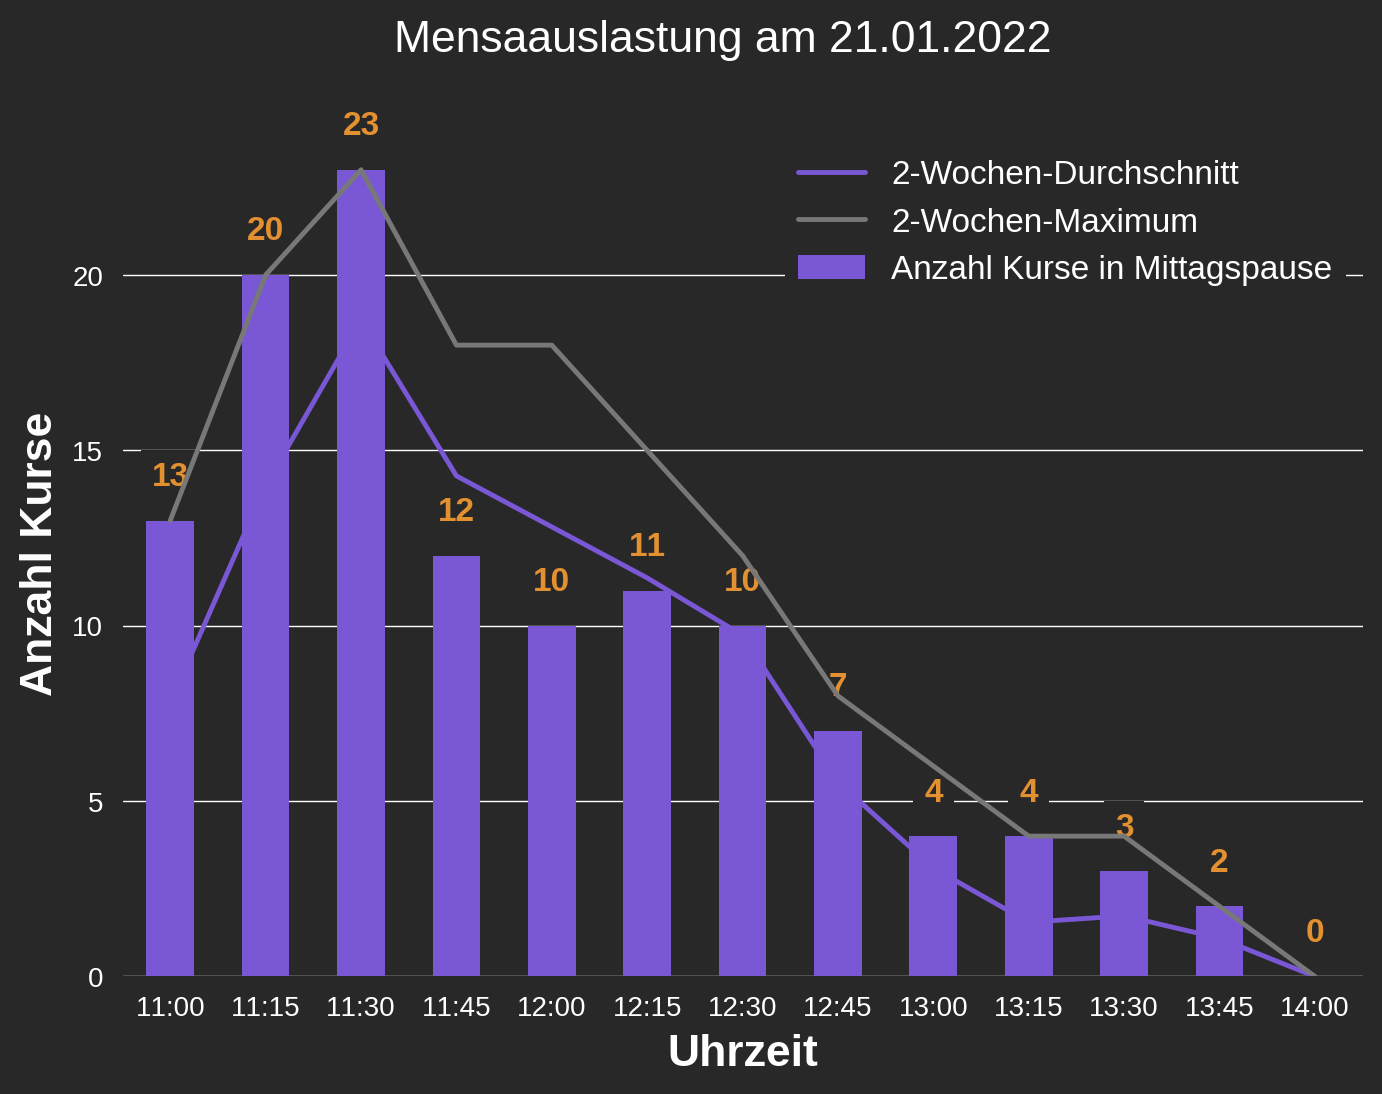 Mensaauslastung am 21.01.2022
2-Wochen-Durchschnitt
2-Wochen-Maximum
Anzahl Kurse in Mittagspause
Anzahl Kurse
20
15
10
5
0
13
20
23
12
10
11
10
7
4
4
3
2
0
11:00 11:15 11:30 11:45 12:00 12:15 12:30 12:45 13:00 13:15 13:30 13:45 14:00
Uhrzeit